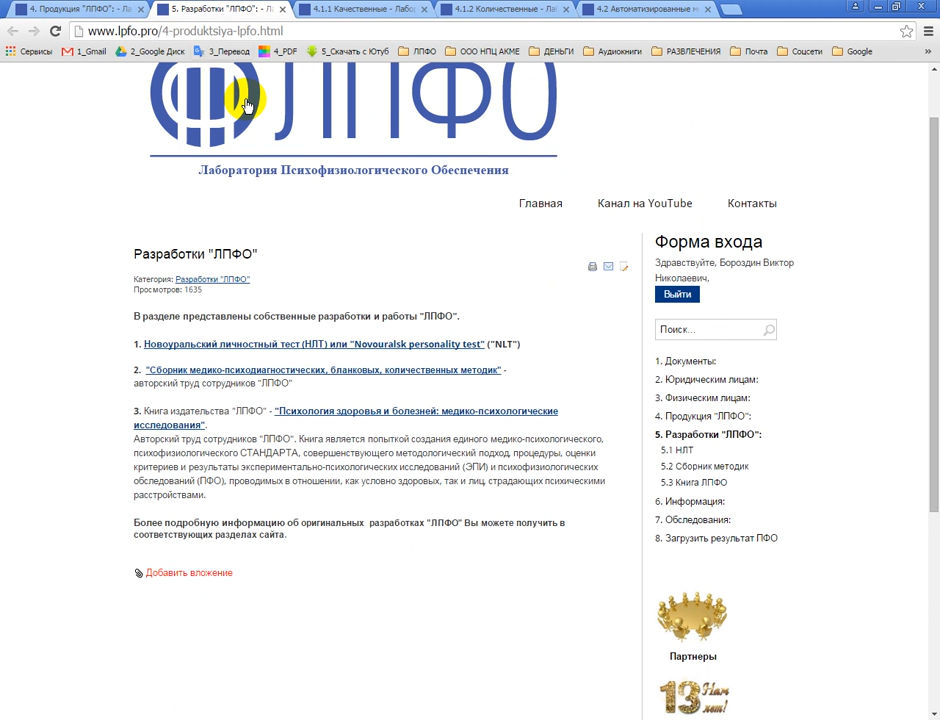 4. Продукция "ЛПФО": - Ла
5. Разработки "ЛПФО": - Л
4.1.1 Качественные - Лабор
4.1.2 Количественные - Лаб
4.2 Автоматизированные м
www.lpfo.pro/4-produktsiya-lpfo.html
Сервисы 1_Gmail 2_Google Диск 3_Перевод 4_PDF 5_Скачать с Ютуб ЛПФО ООО НПЦ АКМЕ ДЕНЬГИ Аудиокниги РАЗВЛЕЧЕНИЯ Почта Соцсети Google
ЛПФО
Лаборатория Психофизиологического Обеспечения
Главная Канал на YouTube Контакты
Разработки "ЛПФО"
Категория: Разработки "ЛПФО"
Просмотров: 1635
В разделе представлены собственные разработки и работы "ЛПФО".
1. Новоуральский личностный тест (НЛТ) или "Novouralsk personality test" ("NLT")
2. "Сборник медико-психодиагностических, бланковых, количественных методик" -
авторский труд сотрудников "ЛПФО"
3. Книга издательства "ЛПФО" - "Психология здоровья и болезней: медико-психологические
исследования".
Авторский труд сотрудников "ЛПФО". Книга является попыткой создания единого медико-психологического,
психофизиологического СТАНДАРТА, совершенствующего методологический подход, процедуры, оценки
критериев и результаты экспериментально-психологических исследований (ЭПИ) и психофизиологических
обследований (ПФО), проводимых в отношении, как условно здоровых, так и лиц, страдающих психическими
расстройствами.
Более подробную информацию об оригинальных разработках "ЛПФО" Вы можете получить в
соответствующих разделах сайта.
Добавить вложение
Форма входа
Здравствуйте, Бороздин Виктор
Николаевич,
Выйти
Поиск...
1. Документы:
2. Юридическим лицам:
3. Физическим лицам:
4. Продукция "ЛПФО":
5. Разработки "ЛПФО":
5.1 НЛТ
5.2 Сборник методик
5.3 Книга ЛПФО
6. Информация:
7. Обследования:
8. Загрузить результат ПФО
Партнеры
13 Нам
лет!